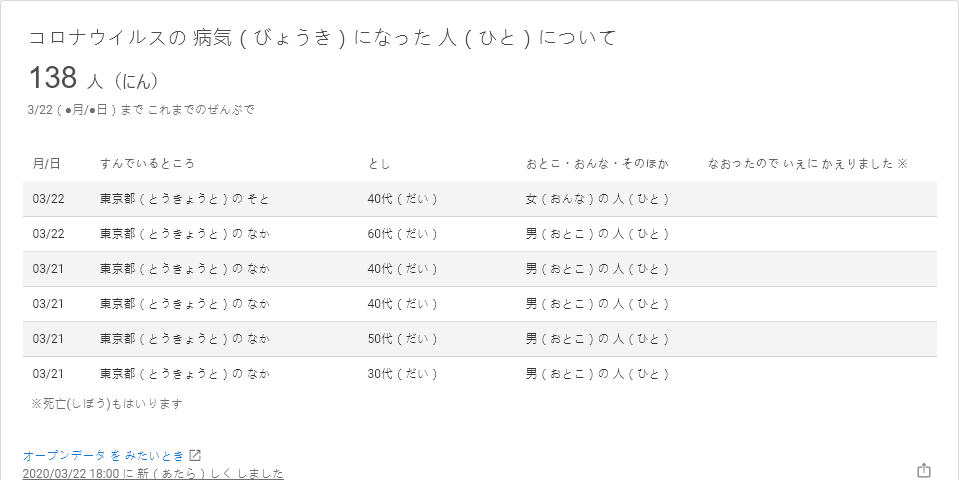 コロナウイルスの 病気 ( びょうき ) になった 人 ( ひと ) について
138 人（にん）
3/22 ( ●月/●日 ) まで これまでのぜんぶで
月/日 すんでいるところ とし おとこ・おんな・そのほか なおったので いえに かえりました ※
03/22 東京都 ( とうきょうと ) の そと 40代 ( だい ) 女 ( おんな ) の 人 ( ひと )
03/22 東京都 ( とうきょうと ) の なか 60代 ( だい ) 男 ( おとこ ) の 人 ( ひと )
03/21 東京都 ( とうきょうと ) の なか 40代 ( だい ) 男 ( おとこ ) の 人 ( ひと )
03/21 東京都 ( とうきょうと ) の なか 40代 ( だい ) 男 ( おとこ ) の 人 ( ひと )
03/21 東京都 ( とうきょうと ) の なか 50代 ( だい ) 男 ( おとこ ) の 人 ( ひと )
03/21 東京都 ( とうきょうと ) の なか 30代 ( だい ) 男 ( おとこ ) の 人 ( ひと )
※死亡(しぼう)もはいります
オープンデータ を みたいとき
2020/03/22 18:00 に 新 ( あたら ) しく しました